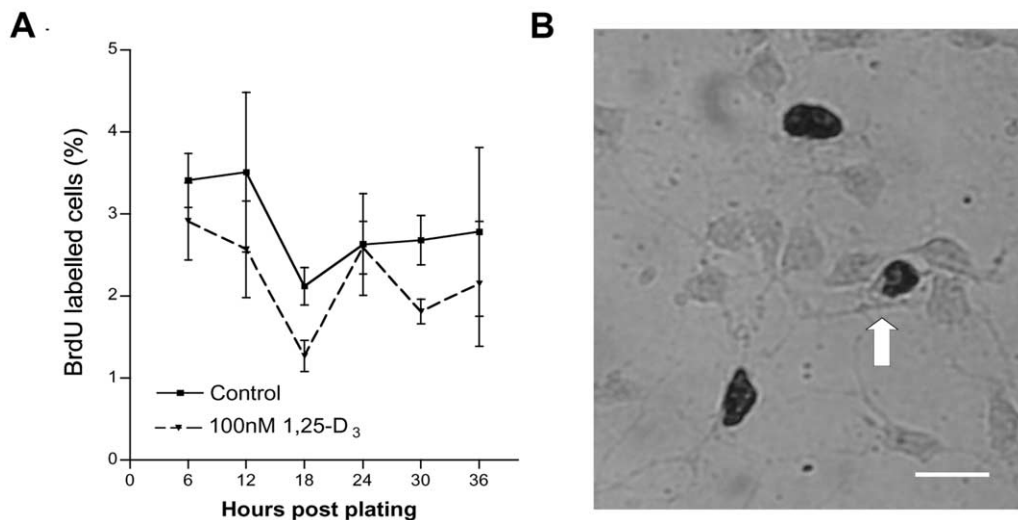 A
B
5
4
3
2
1
0
BrdU labelled cells (%)
Control
100nM 1,25-D3
0 6 12 18 24 30 36
Hours post plating